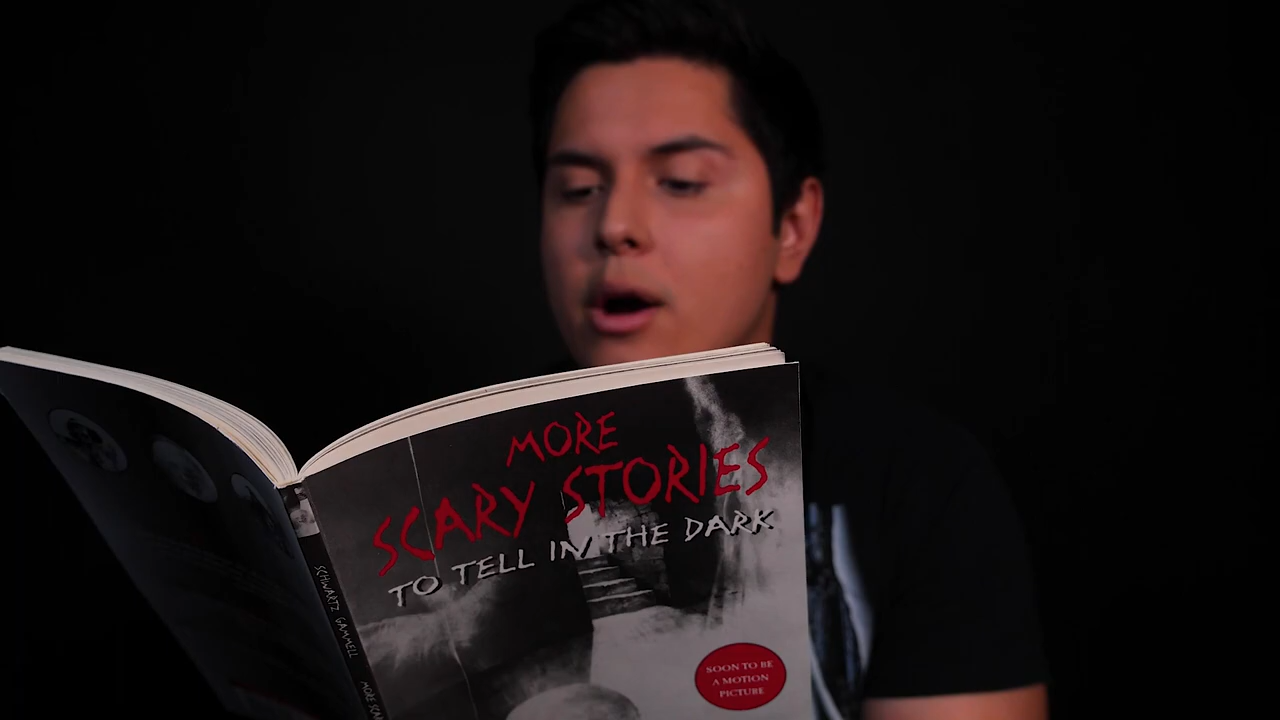 MORE
SCARY STORIES
TO TELL IN THE DARK
SOON TO BE
A MOTION
PICTURE
SCHWARTZ GAMMELL